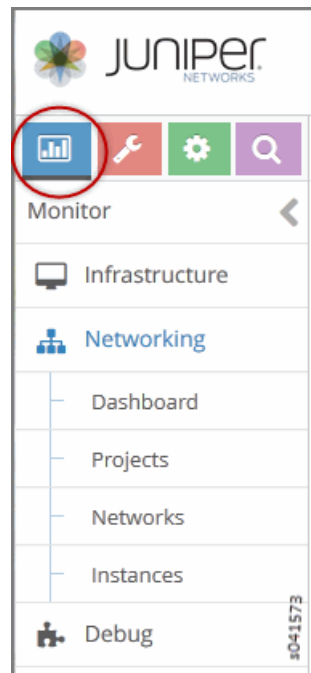 JUNIPER
NETWORKS
Monitor
Infrastructure
Networking
Dashboard
Projects
Networks
Instances
Debug
s041573